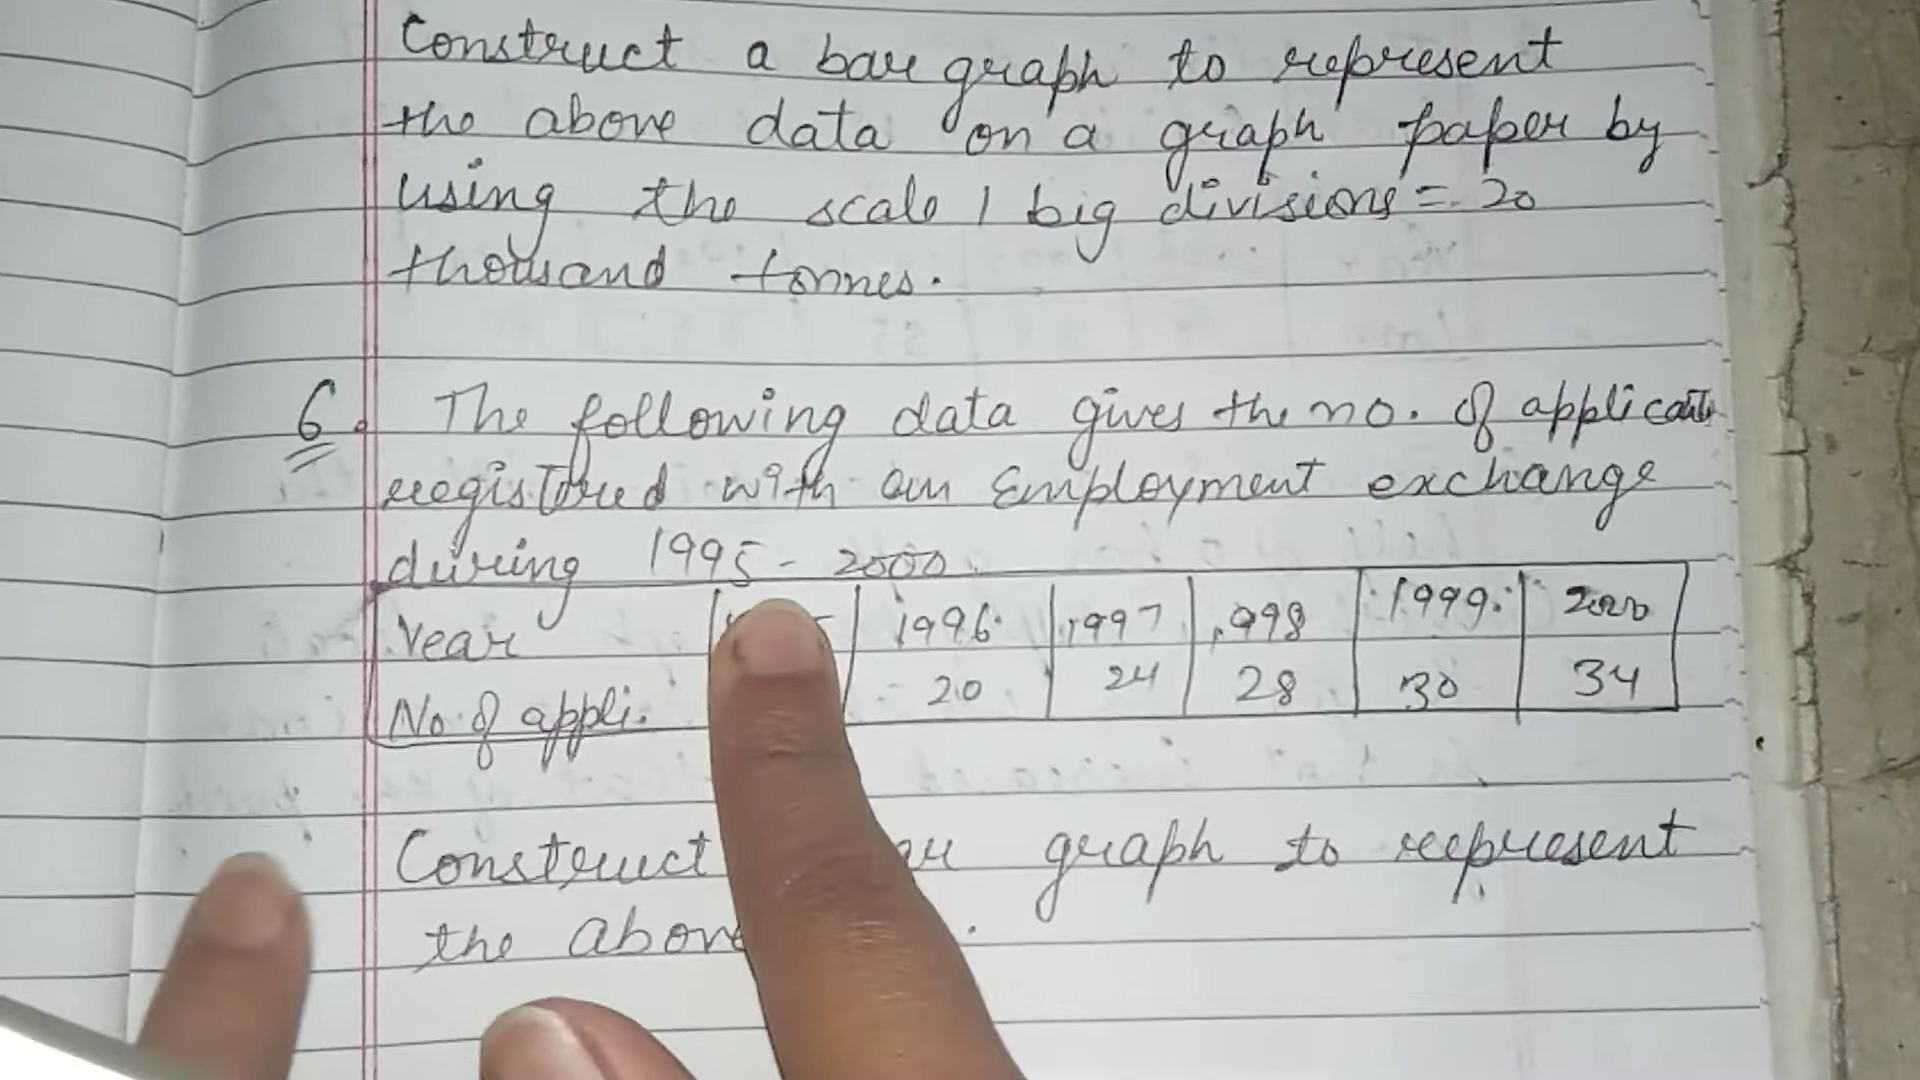 Construct a bar graph to represent
the above data on a graph paper by
using the scale 1 big divisions = 20
thousand tonnes.
6. The following data gives the no. of
registered with an Employment exchange
during 1995 - 2000.
Year 1996 1997 1998 1999 2000
No. of appli. 20 24 28 30 34
Construct graph to represent
the